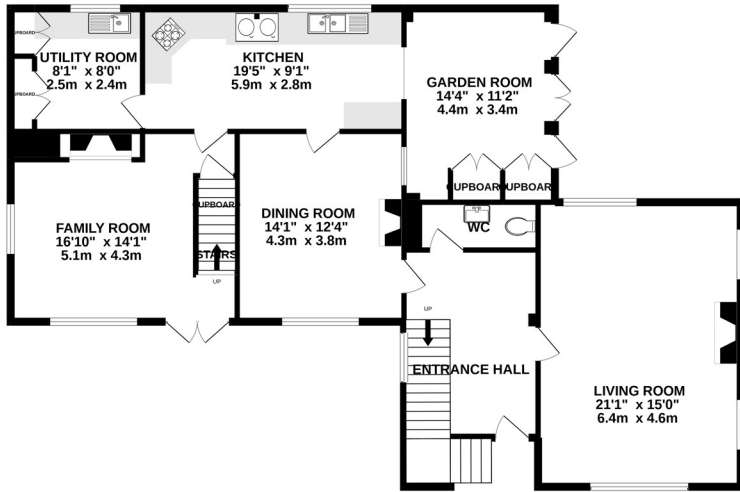 UPBOARD
UTILITY ROOM
8'1" x 8'0"
2.5m x 2.4m
UPBOARD
KITCHEN
19'5" x 9'1"
5.9m x 2.8m
GARDEN ROOM
14'4" x 11'2"
4.4m x 3.4m
CUPBOARD
CUPBOARD
FAMILY ROOM
16'10" x 14'1"
5.1m x 4.3m
UPBOARD
STAIRS
UP
DINING ROOM
14'1" x 12'4"
4.3m x 3.8m
WC
UP
ENTRANCE HALL
LIVING ROOM
21'1" x 15'0"
6.4m x 4.6m